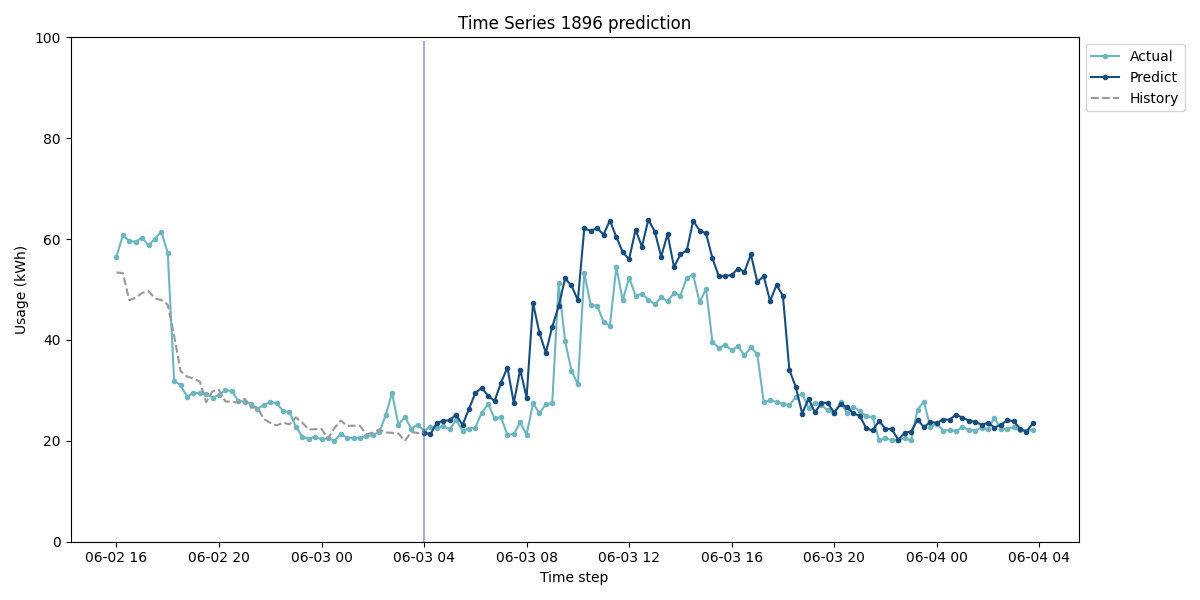 Time Series 1896 prediction
100
80
60
40
20
0
Usage (kWh)
06-02 16
06-02 20
06-03 00
06-03 04
06-03 08
06-03 12
06-03 16
06-03 20
06-04 00
06-04 04
Time step
Actual
Predict
History